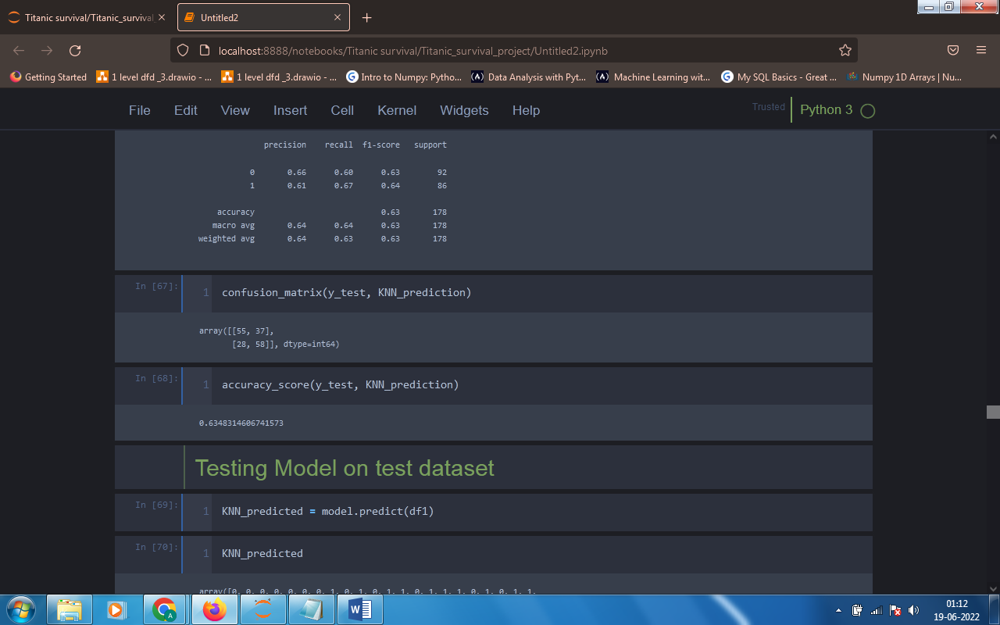 Titanic survival/Titanic_survival_
Untitled2
localhost:8888/notebooks/Titanic survival/Titanic_survival_project/Untitled2.ipynb
Getting Started
1 level dfd _3.drawio - ...
1 level dfd _3.drawio - ...
Intro to Numpy: Pytho...
Data Analysis with Pyt...
Machine Learning wit...
My SQL Basics - Great ...
Numpy 1D Arrays | Nu...
File Edit View Insert Cell Kernel Widgets Help
Trusted
Python 3
precision recall f1-score support
0 0.66 0.60 0.63 92
1 0.61 0.67 0.64 86
accuracy 0.63 178
macro avg 0.64 0.64 0.63 178
weighted avg 0.64 0.63 0.63 178
In [67]:
1 confusion_matrix(y_test, KNN_prediction)
array([[55, 37],
[28, 58]], dtype=int64)
In [68]:
1 accuracy_score(y_test, KNN_prediction)
0.6348314606741573
Testing Model on test dataset
In [69]:
1 KNN_predicted = model.predict(df1)
In [70]:
1 KNN_predicted
array([0, 0, 0, 0, 0, 0, 0, 1, 0, 1, 0, 1, 1, 0, 1, 1, 1, 0, 1, 0, 1, 1,
01:12
19-06-2022